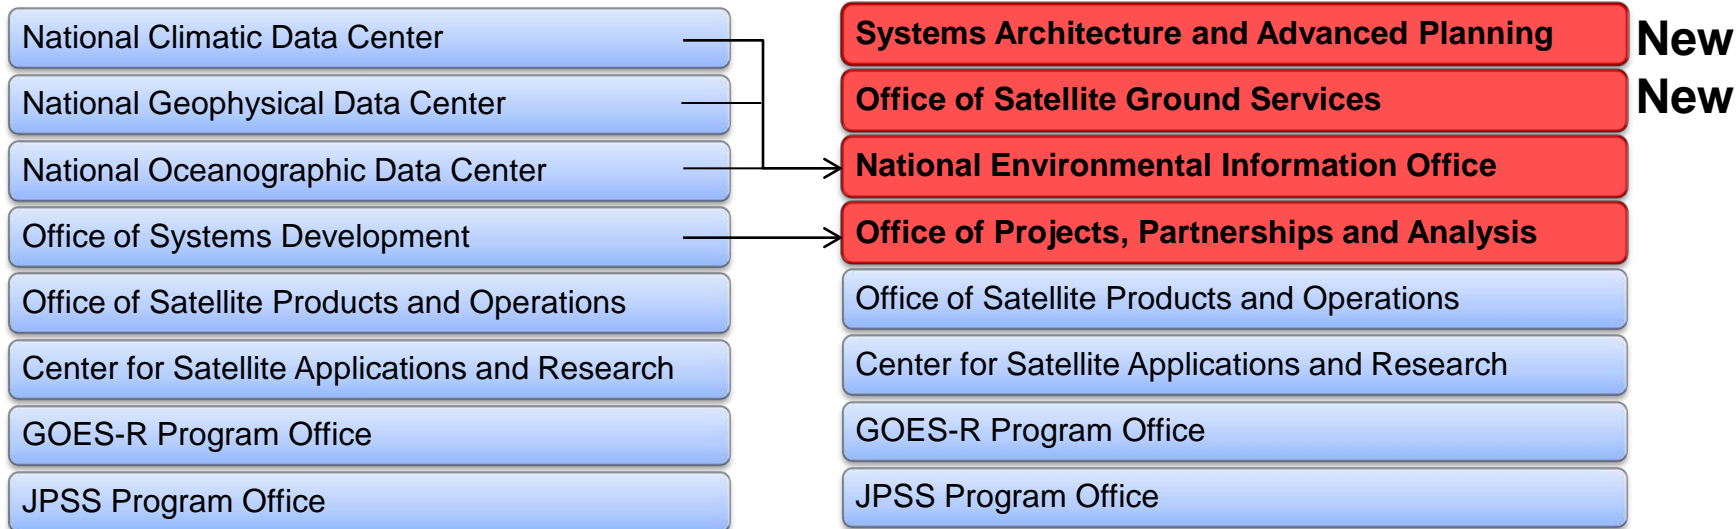 National Climatic Data Center
National Geophysical Data Center
National Oceanographic Data Center
Office of Systems Development
Office of Satellite Products and Operations
Center for Satellite Applications and Research
GOES-R Program Office
JPSS Program Office
Systems Architecture and Advanced Planning New
Office of Satellite Ground Services New
National Environmental Information Office
Office of Projects, Partnerships and Analysis
Office of Satellite Products and Operations
Center for Satellite Applications and Research
GOES-R Program Office
JPSS Program Office